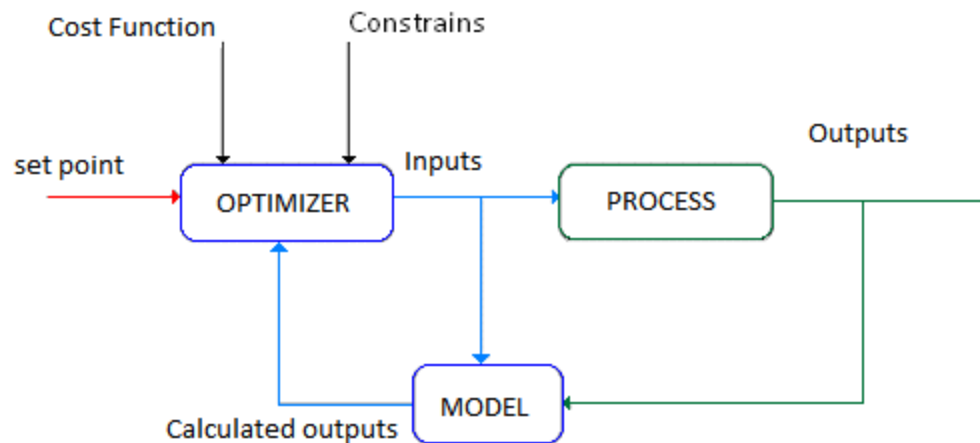 Cost Function
Constrains
set point
Inputs
Outputs
OPTIMIZER
PROCESS
MODEL
Calculated outputs